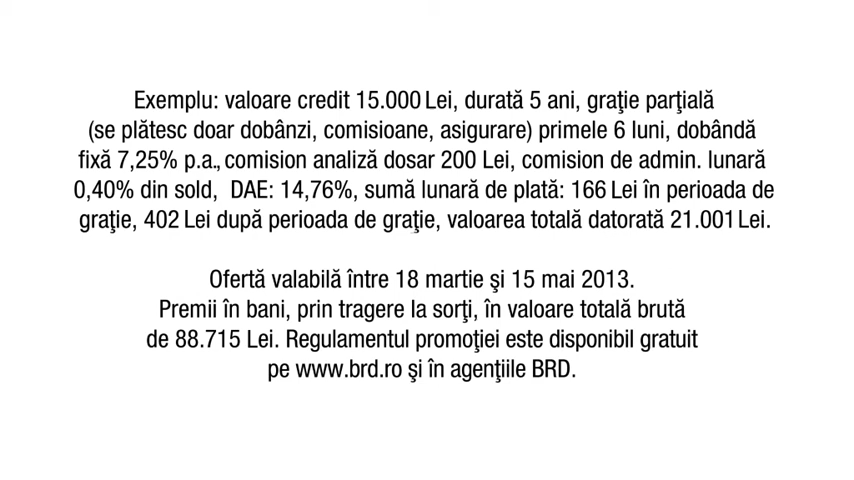 Exemplu: valoare credit 15.000 Lei, durată 5 ani, graţie parţială
(se plătesc doar dobânzi, comisioane, asigurare) primele 6 luni, dobândă
fixă 7,25% p.a., comision analiză dosar 200 Lei, comision de admin. lunară
0,40% din sold, DAE: 14,76%, sumă lunară de plată: 166 Lei în perioada de
graţie, 402 Lei după perioada de graţie, valoarea totală datorată 21.001 Lei.
Ofertă valabilă între 18 martie şi 15 mai 2013.
Premii în bani, prin tragere la sorţi, în valoare totală brută
de 88.715 Lei. Regulamentul promoţiei este disponibil gratuit
pe www.brd.ro şi în agenţiile BRD.